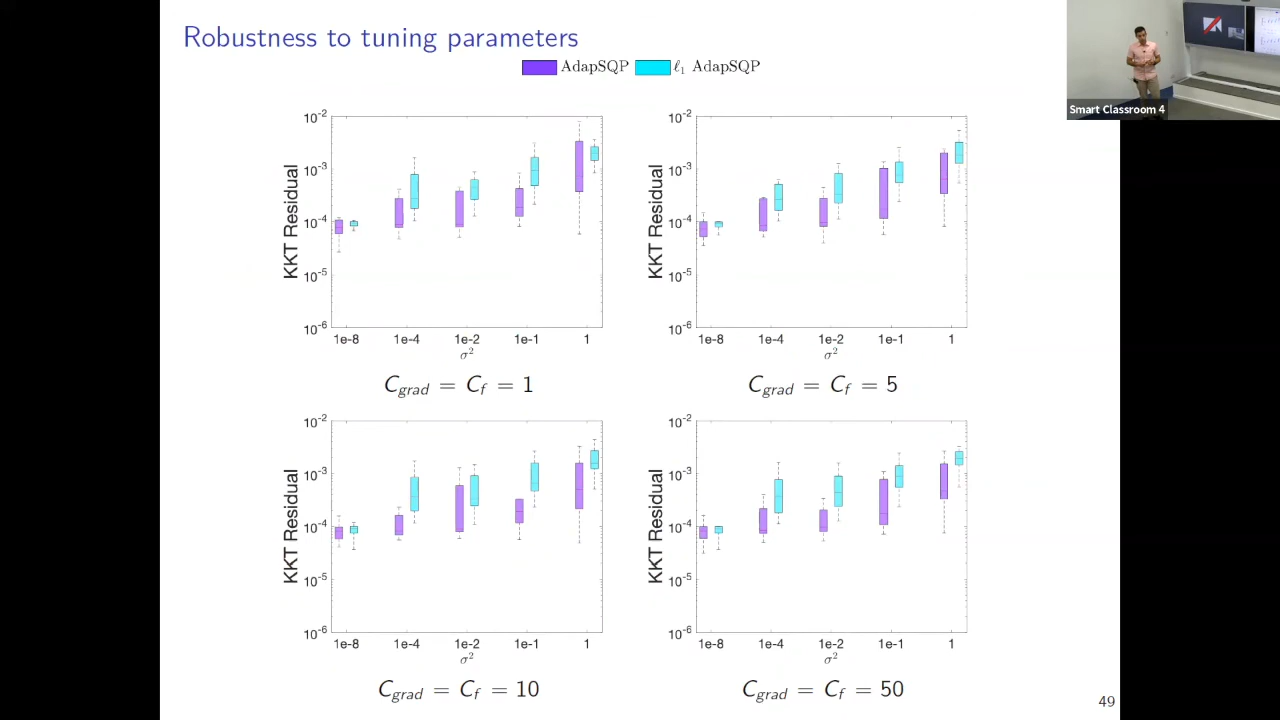 Robustness to tuning parameters
AdapSQP ℓ₁ AdapSQP
Smart Classroom 4
KKT Residual
10⁻²
10⁻³
10⁻⁴
10⁻⁵
10⁻⁶
1e-8 1e-4 1e-2 1e-1 1
σ²
C_grad = C_f = 1
KKT Residual
10⁻²
10⁻³
10⁻⁴
10⁻⁵
10⁻⁶
1e-8 1e-4 1e-2 1e-1 1
σ²
C_grad = C_f = 5
KKT Residual
10⁻²
10⁻³
10⁻⁴
10⁻⁵
10⁻⁶
1e-8 1e-4 1e-2 1e-1 1
σ²
C_grad = C_f = 10
KKT Residual
10⁻²
10⁻³
10⁻⁴
10⁻⁵
10⁻⁶
1e-8 1e-4 1e-2 1e-1 1
σ²
C_grad = C_f = 50
49